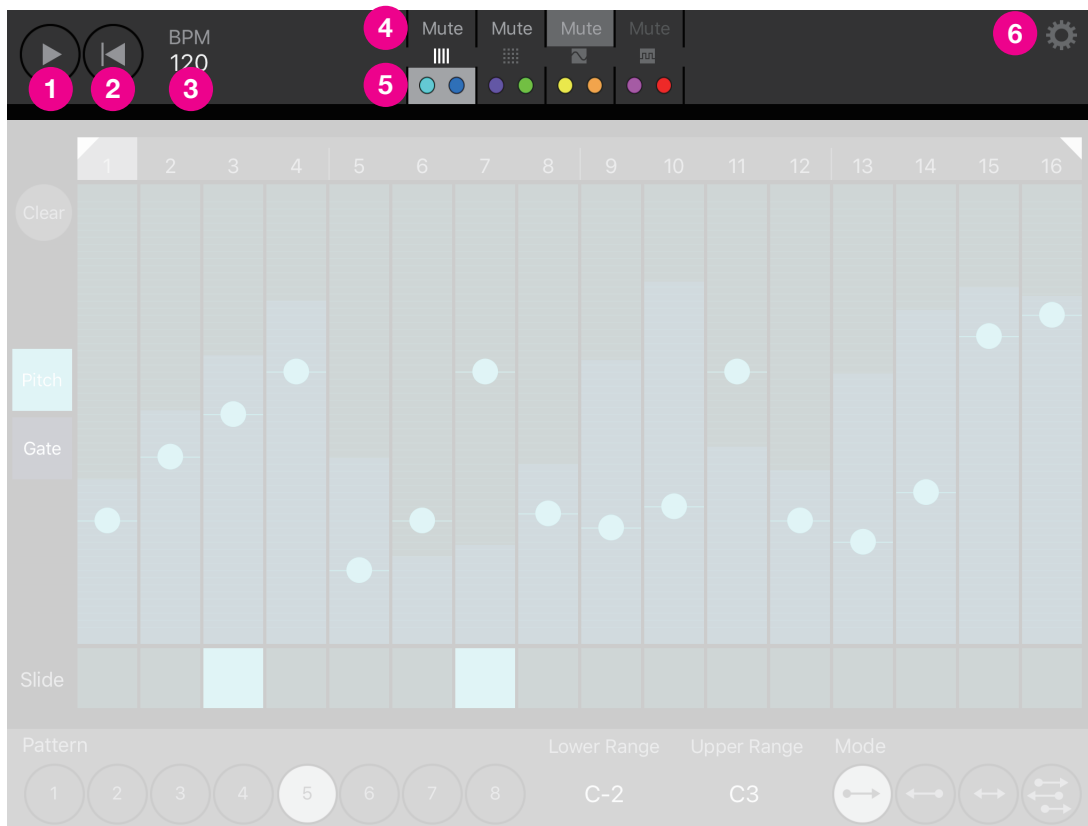 4 Mute Mute Mute Mute 6
BPM
120
1 2 3 5
1 2 3 4 5 6 7 8 9 10 11 12 13 14 15 16
Clear
Pitch
Gate
Slide
Pattern Lower Range Upper Range Mode
1 2 3 4 5 6 7 8 C-2 C3